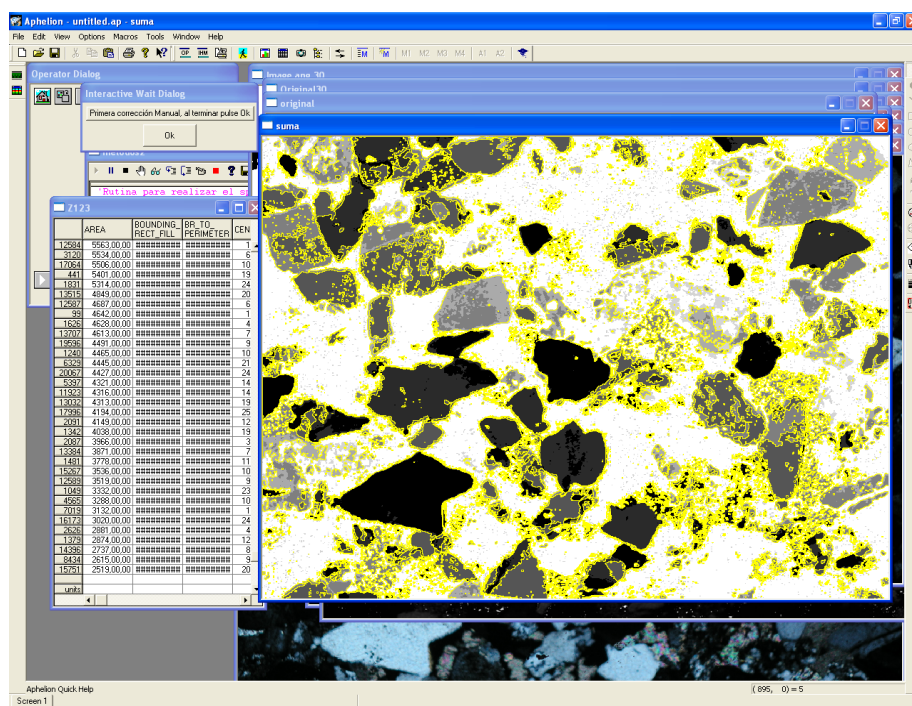 Aphelion - untitled.ap - suma
File Edit View Options Macros Tools Window Help
OP IHM M M M1 M2 M3 M4 A1 A2
Operator Dialog
Image ang 30
Original30
original
Interactive Wait Dialog
Primera corrección Manual, al terminar pulse Ok
Ok
suma
'Rutina para realizar el sp
Z123
AREA BOUNDING_RECT_FILL BR_TO_PERIMETER CEN
12584 5563,00,00 ######## ######## 1
3120 5534,00,00 ######## ######## 6
17064 5506,00,00 ######## ######## 10
441 5401,00,00 ######## ######## 19
1831 5314,00,00 ######## ######## 24
13515 4849,00,00 ######## ######## 20
12587 4687,00,00 ######## ######## 6
99 4642,00,00 ######## ######## 1
1626 4628,00,00 ######## ######## 4
13707 4613,00,00 ######## ######## 7
19596 4491,00,00 ######## ######## 9
1240 4465,00,00 ######## ######## 10
6329 4445,00,00 ######## ######## 21
20067 4427,00,00 ######## ######## 24
5397 4321,00,00 ######## ######## 14
11923 4316,00,00 ######## ######## 14
13032 4313,00,00 ######## ######## 19
17996 4194,00,00 ######## ######## 25
2091 4149,00,00 ######## ######## 12
1342 4038,00,00 ######## ######## 19
2087 3966,00,00 ######## ######## 3
13384 3871,00,00 ######## ######## 7
1481 3778,00,00 ######## ######## 11
15267 3536,00,00 ######## ######## 10
12589 3519,00,00 ######## ######## 9
1049 3332,00,00 ######## ######## 23
4565 3288,00,00 ######## ######## 10
7019 3132,00,00 ######## ######## 1
16173 3020,00,00 ######## ######## 24
2626 2881,00,00 ######## ######## 4
1379 2874,00,00 ######## ######## 12
14396 2737,00,00 ######## ######## 8
8434 2615,00,00 ######## ######## 9
15751 2519,00,00 ######## ######## 20
units
Aphelion Quick Help
( 895, 0) = 5
Screen 1